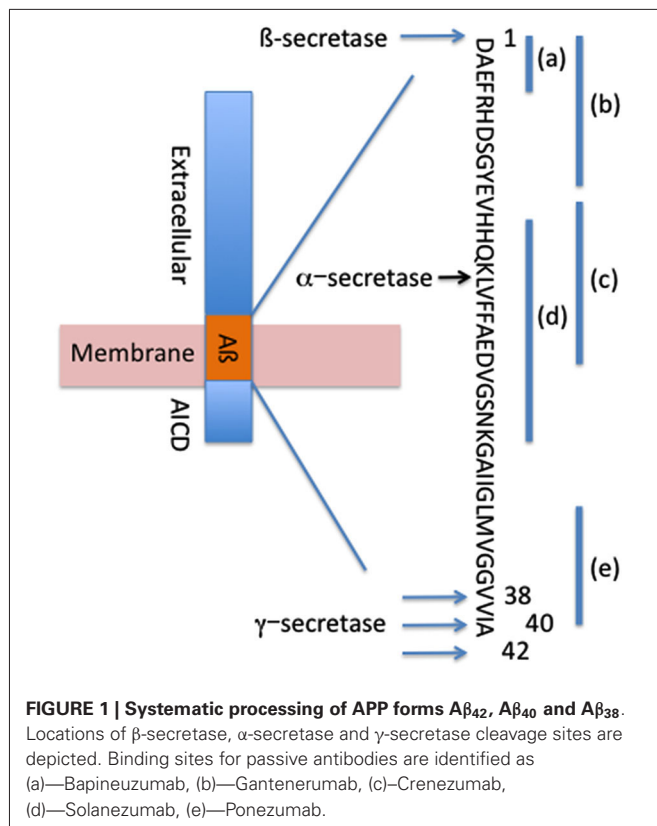 ß-secretase
1
(a)
(b)
DAEFRHDSGYEVHHQKLVFFAEDVGSNKGAIIGLMVGGVVIA
Extracellular
α-secretase
(c)
(d)
Membrane
Aß
AICD
(e)
38
γ-secretase
40
42
FIGURE 1 | Systematic processing of APP forms Aβ42, Aβ40 and Aβ38.
Locations of β-secretase, α-secretase and γ-secretase cleavage sites are
depicted. Binding sites for passive antibodies are identified as
(a)—Bapineuzumab, (b)—Gantenerumab, (c)–Crenezumab,
(d)—Solanezumab, (e)—Ponezumab.